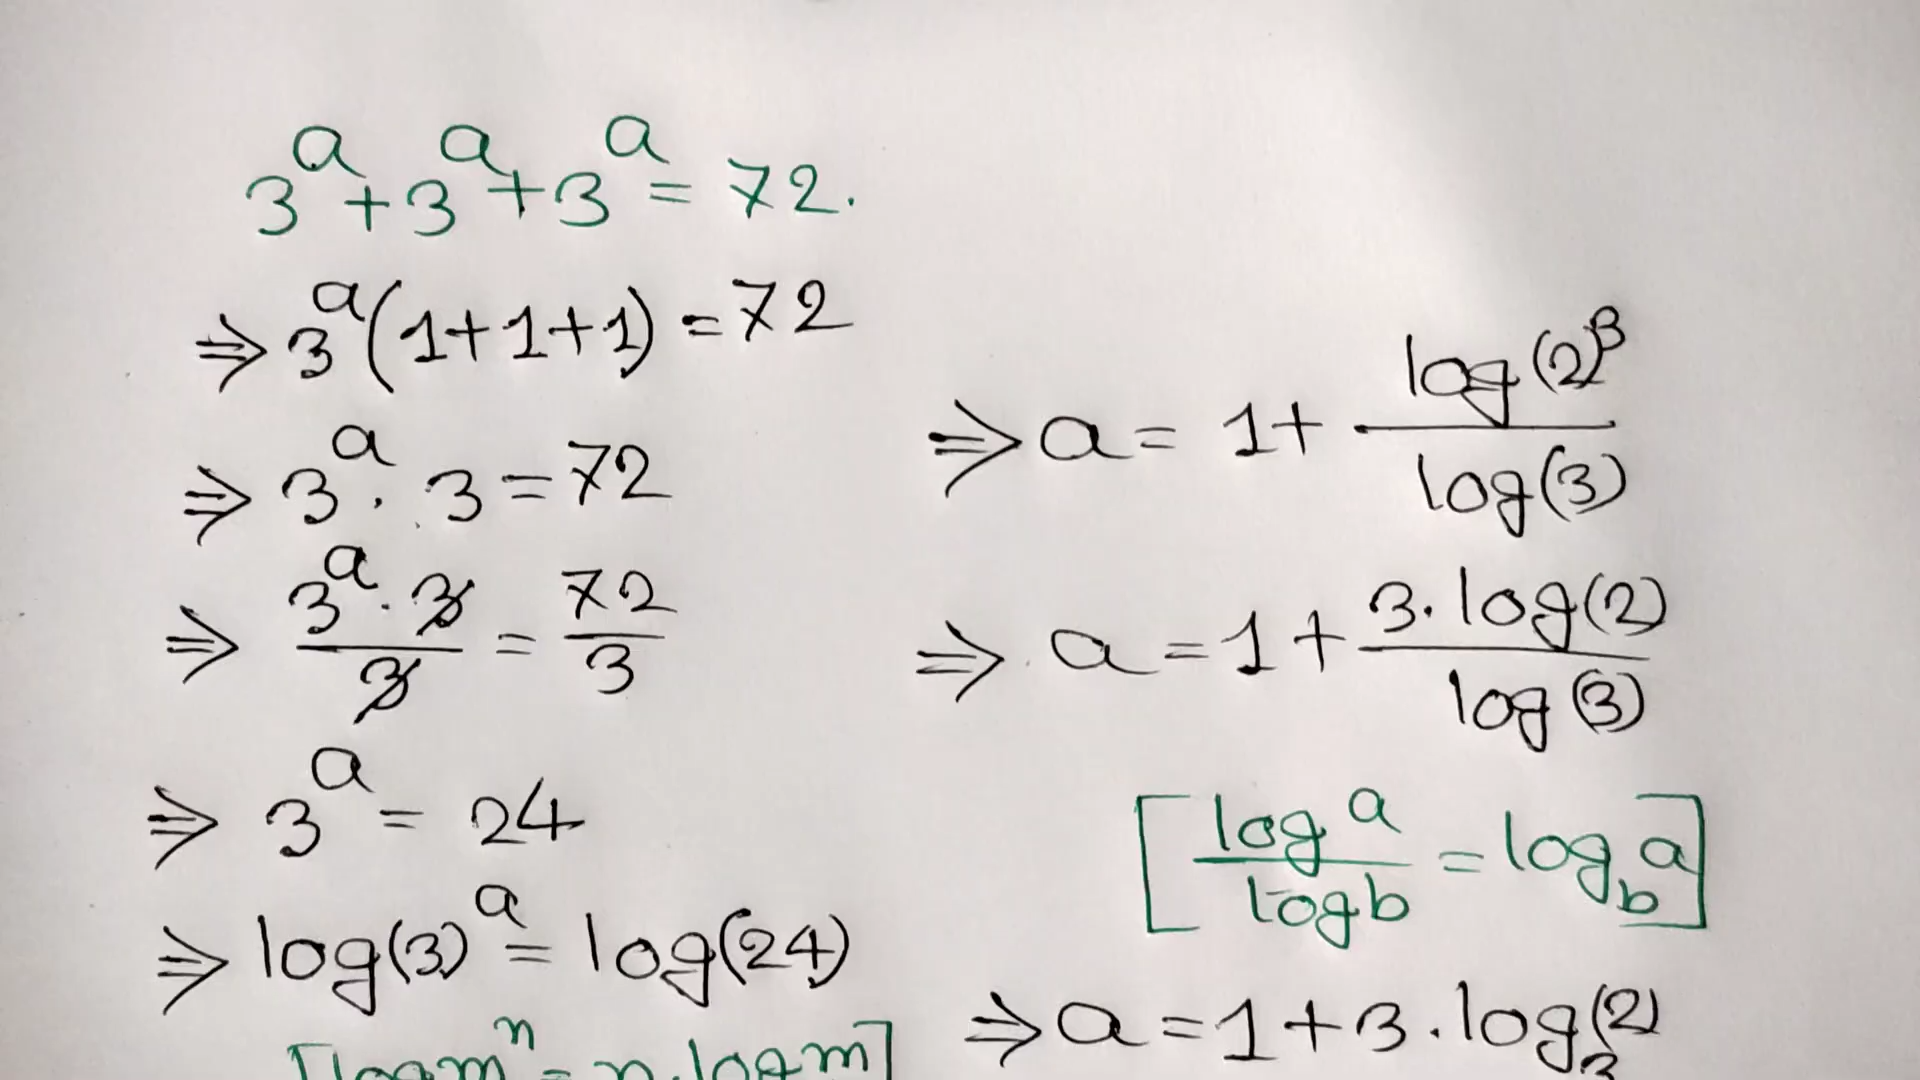 3^a + 3^a + 3^a = 72.
⇒ 3^a (1+1+1) = 72
⇒ 3^a . 3 = 72
⇒ (3^a . 3)/3 = 72/3
⇒ 3^a = 24
⇒ log(3)^a = log(24)
[log m^n = n.log m]
⇒ a = 1 + log(2)^3/log(3)
⇒ a = 1 + 3.log(2)/log(3)
[log a/log b = log_b a]
⇒ a = 1 + 3.log_3(2)